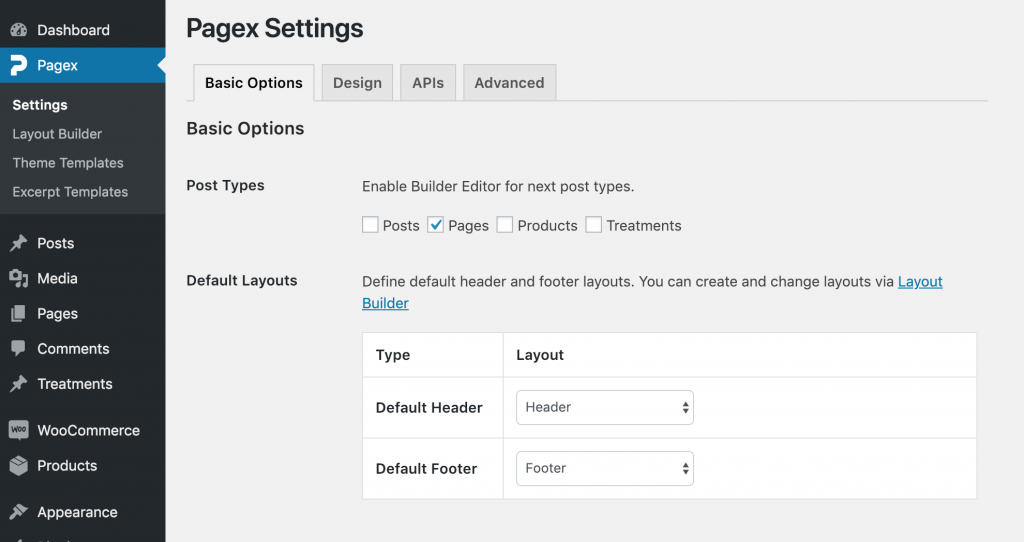 Dashboard
Pagex
Settings
Layout Builder
Theme Templates
Excerpt Templates
Posts
Media
Pages
Comments
Treatments
WOO WooCommerce
Products
Appearance
Pagex Settings
Basic Options Design APIs Advanced
Basic Options
Post Types Enable Builder Editor for next post types.
Posts Pages Products Treatments
Default Layouts Define default header and footer layouts. You can create and change layouts via Layout
Builder
Type Layout
Default Header Header
Default Footer Footer